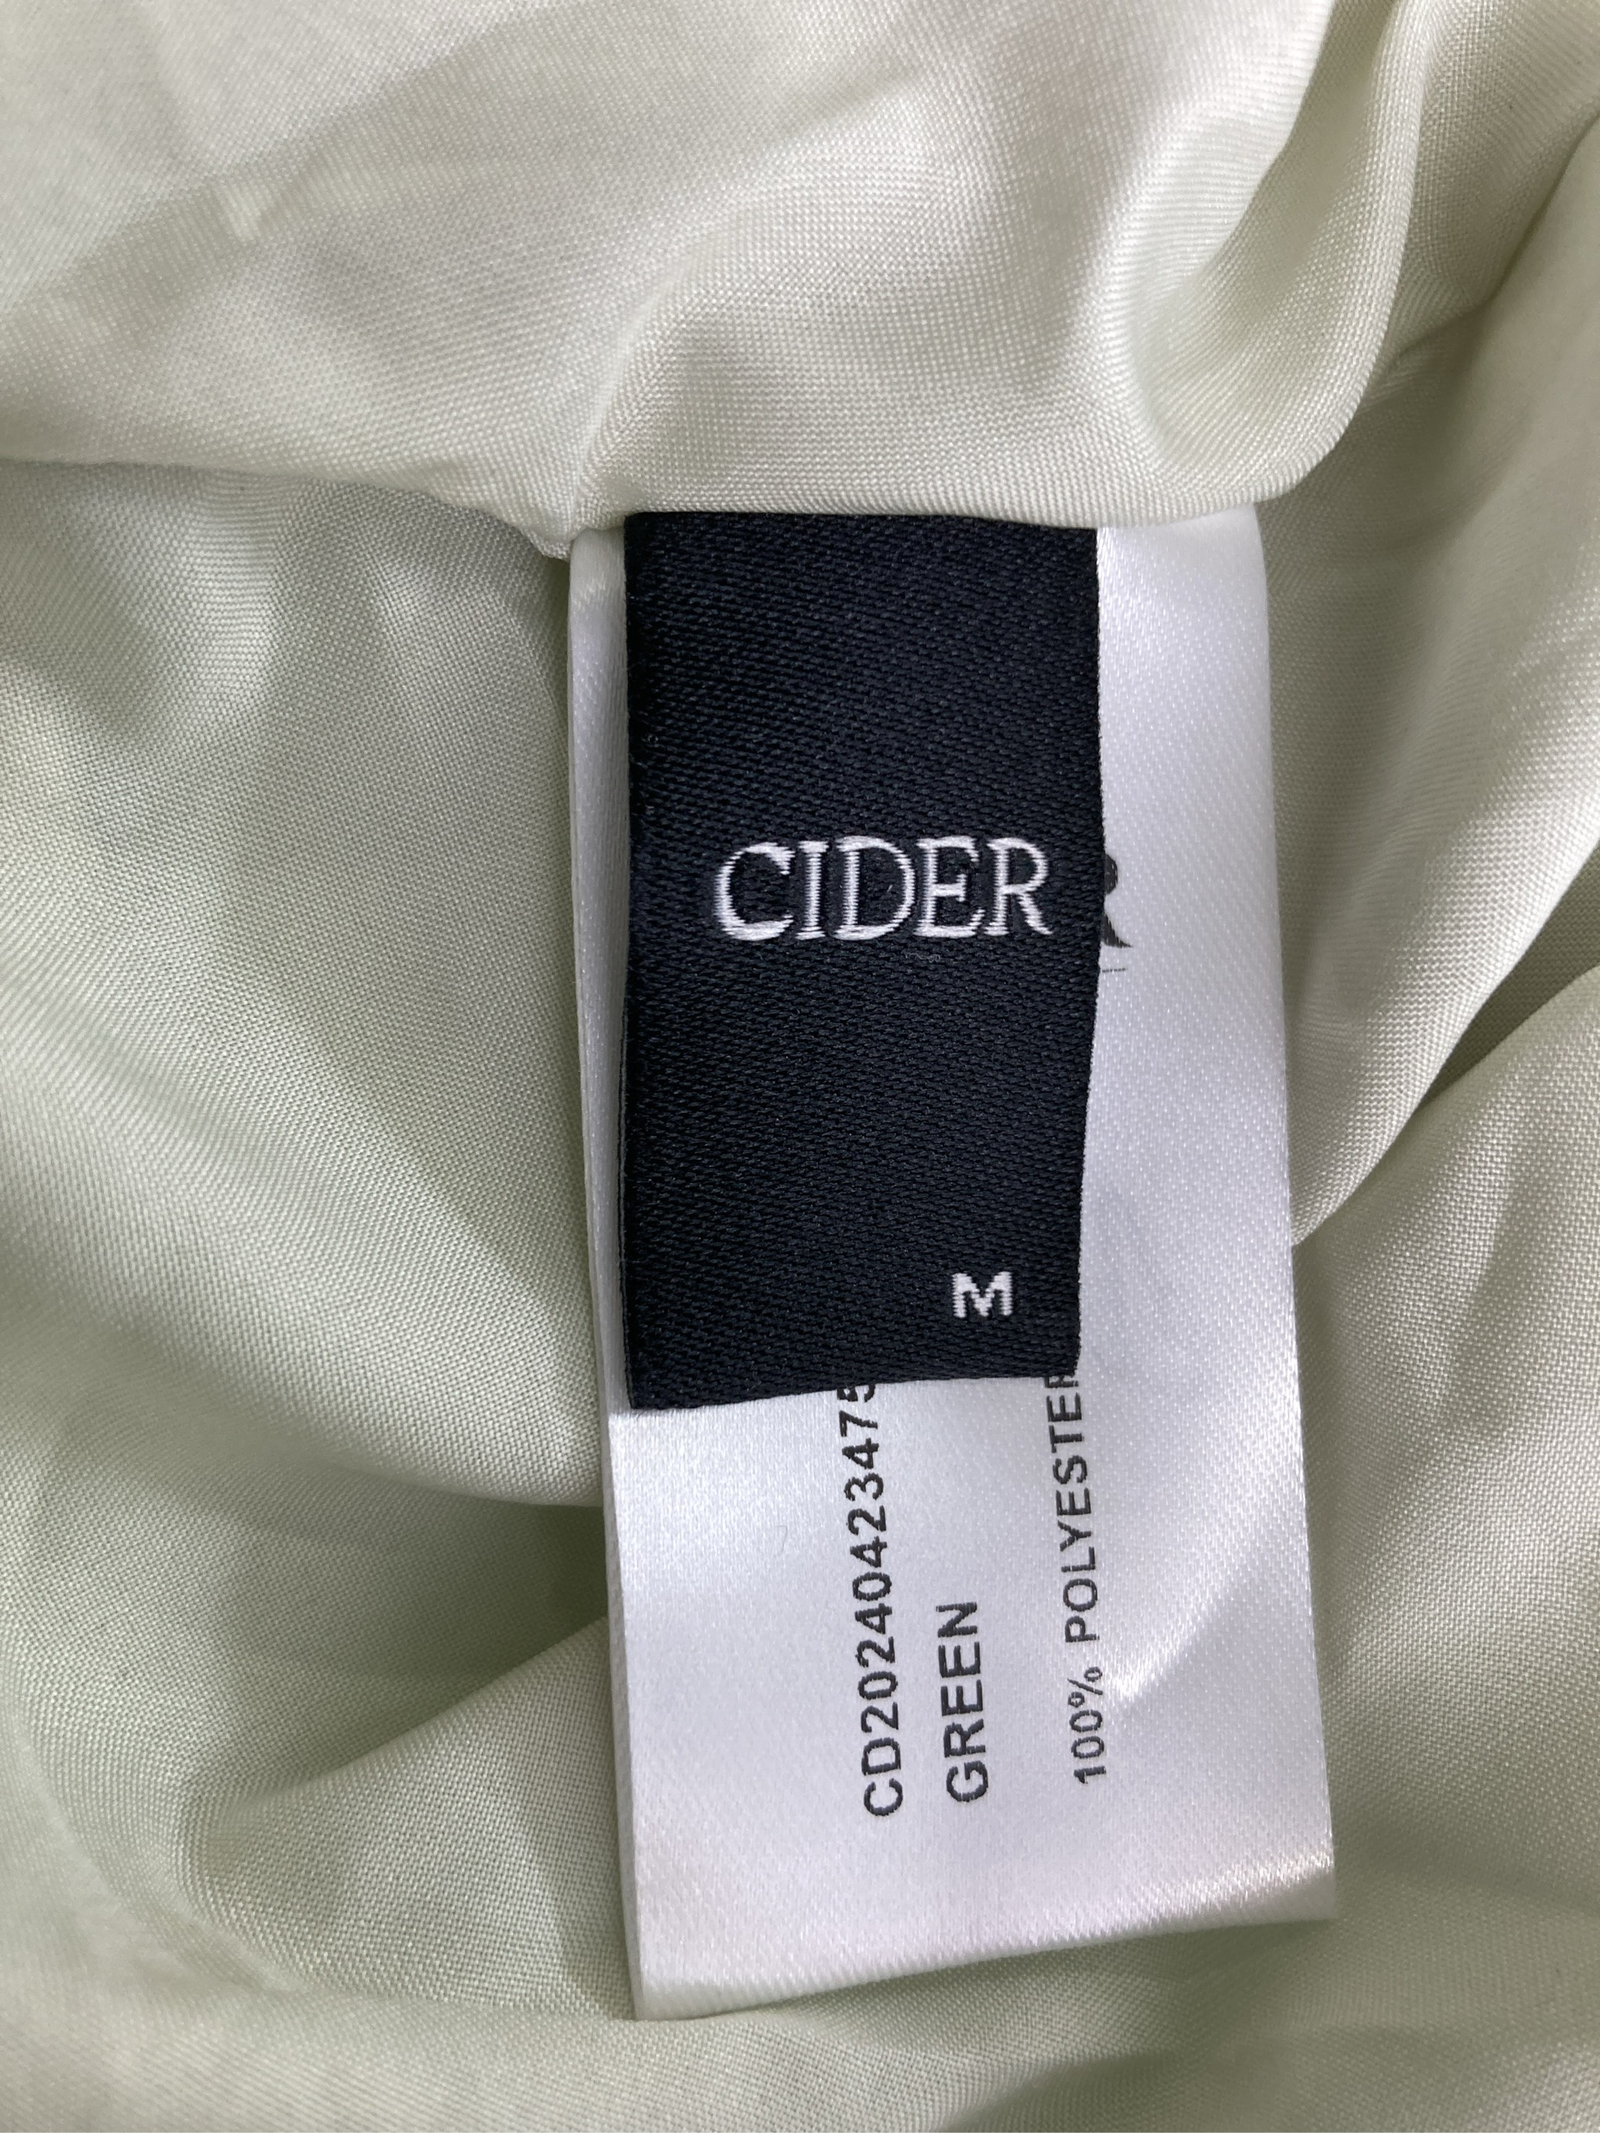 CIDER
M
CD20240423475
GREEN
100% POLYESTER